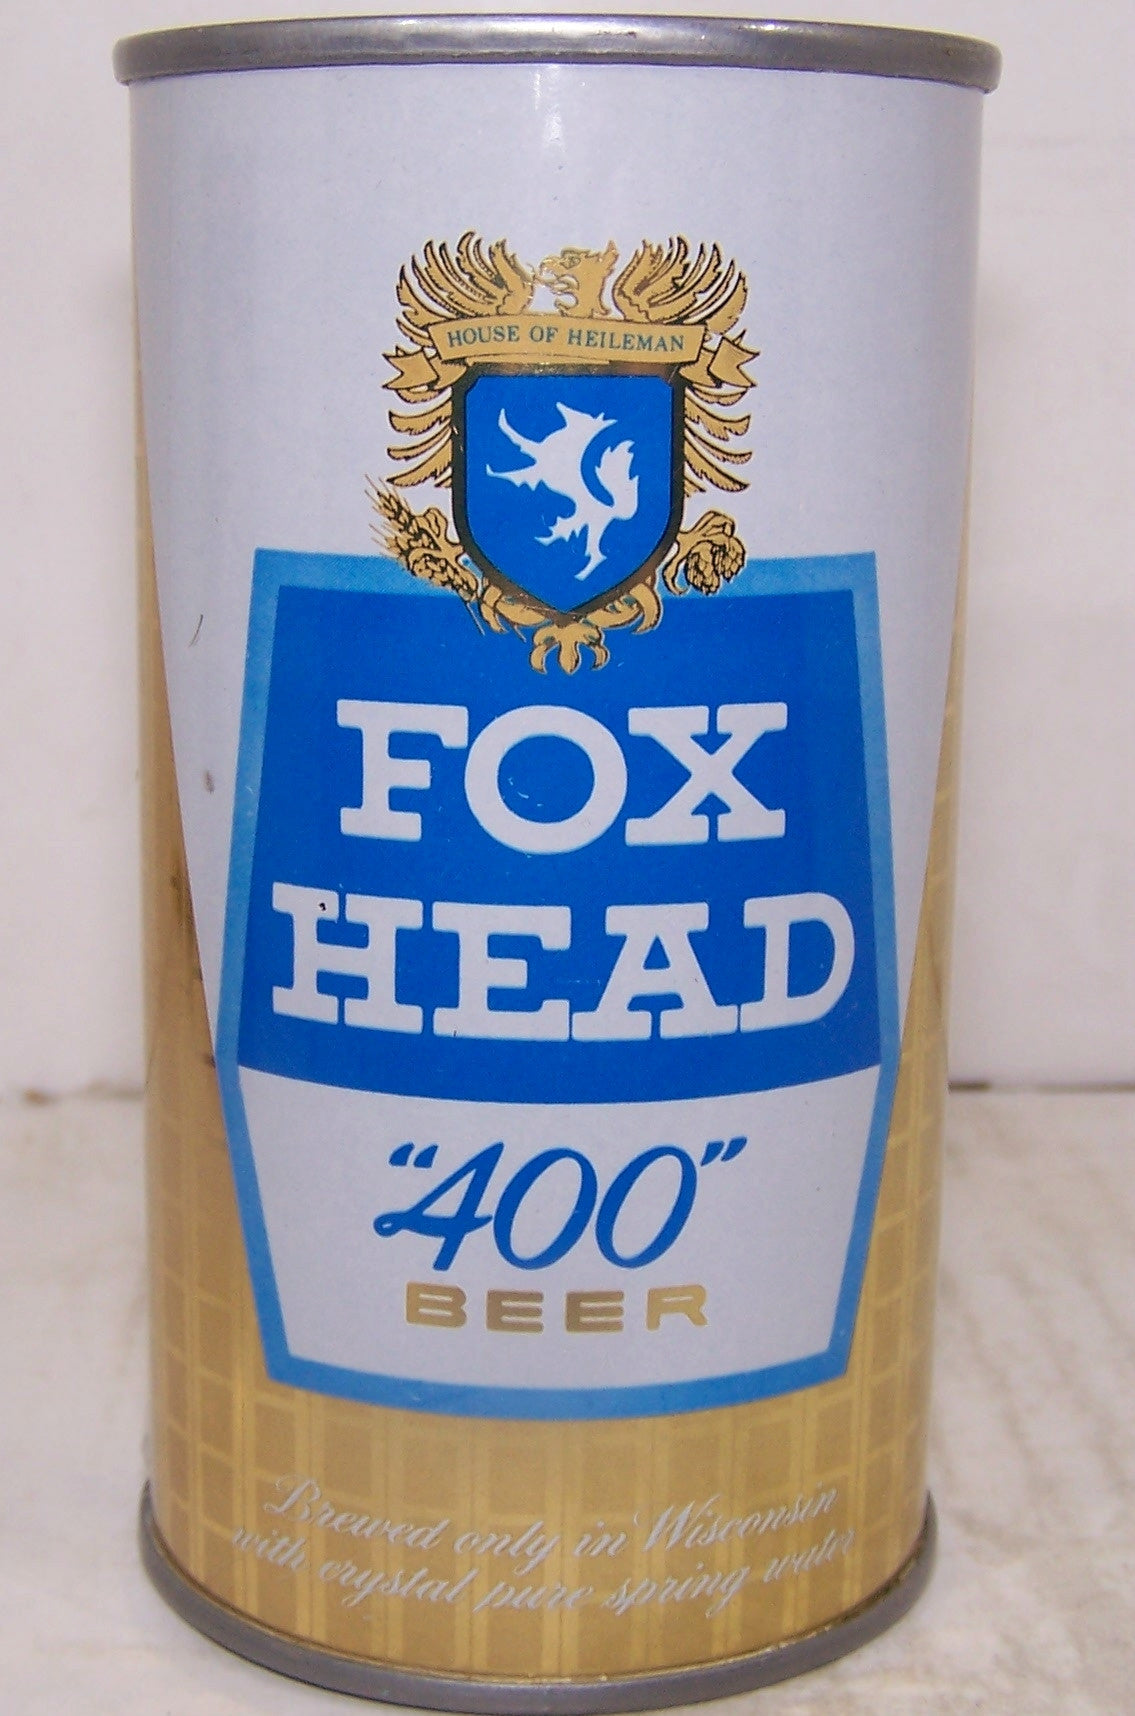 HOUSE OF HEILEMAN
FOX
HEAD
“400”
BEER
Brewed only in Wisconsin
with crystal pure spring water